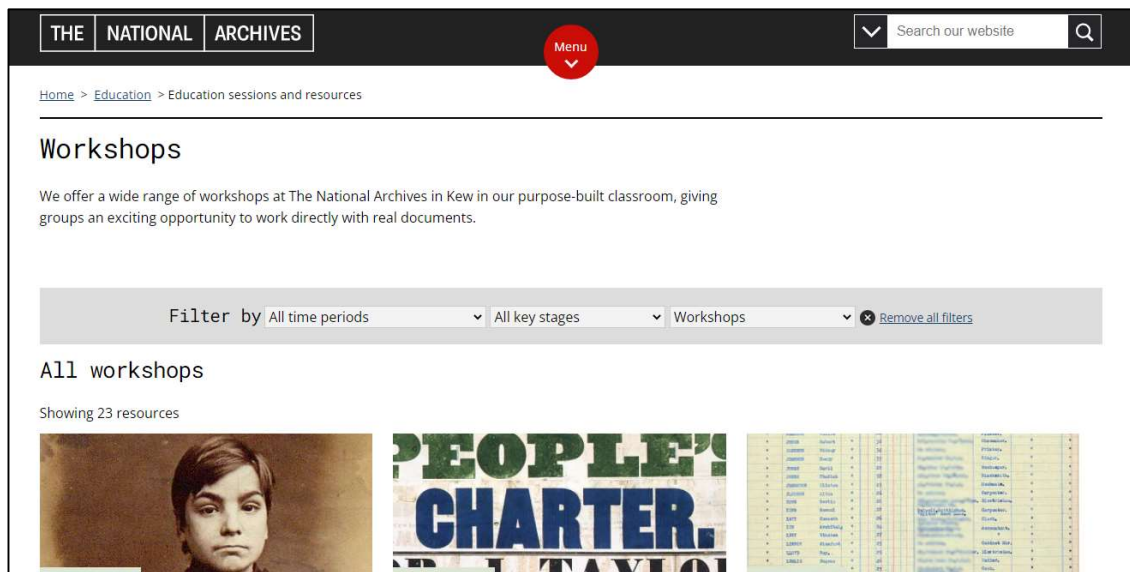 THE NATIONAL ARCHIVES
Menu
Search our website
Home > Education > Education sessions and resources
Workshops
We offer a wide range of workshops at The National Archives in Kew in our purpose-built classroom, giving
groups an exciting opportunity to work directly with real documents.
Filter by All time periods All key stages Workshops Remove all filters
All workshops
Showing 23 resources
PEOPLE'S
CHARTER.